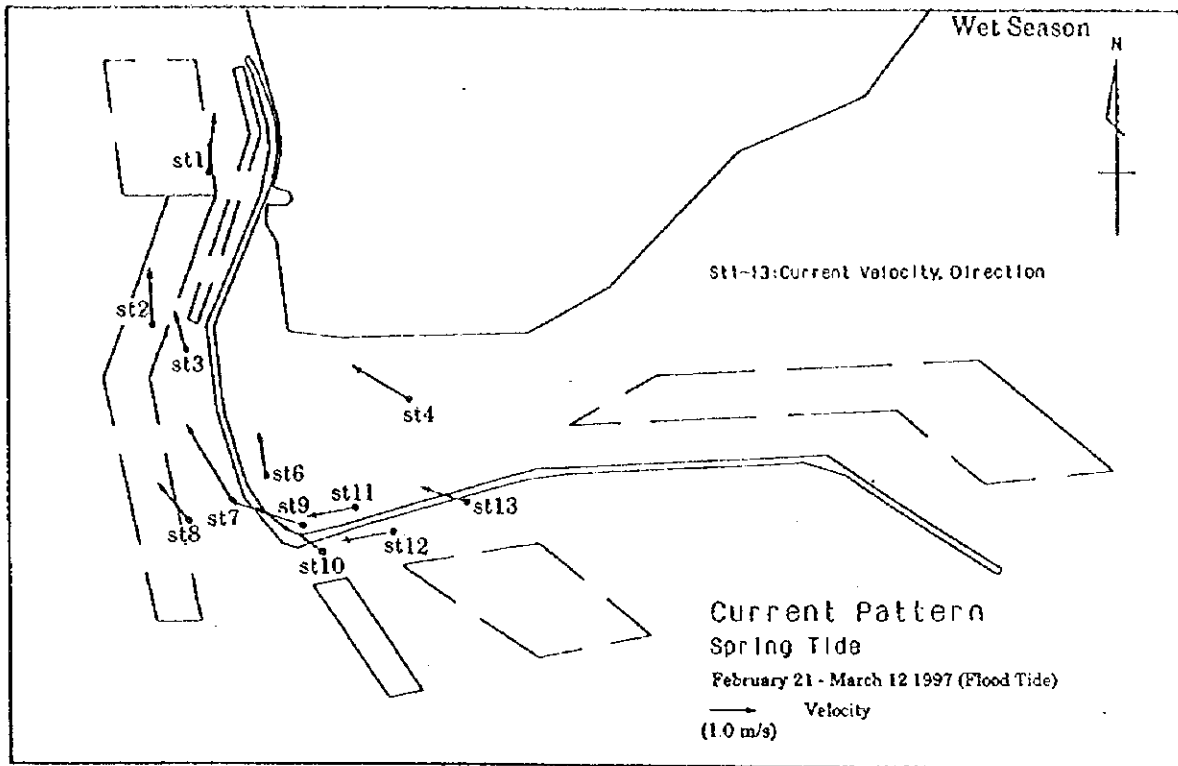 Wet Season
N
st1
St1~13:Current Velocity, Direction
st2
st3
st4
st6
st7
st9
st11
st13
st8
st12
st10
Current Pattern
Spring Tide
February 21 - March 12 1997 (Flood Tide)
Velocity
(1.0 m/s)